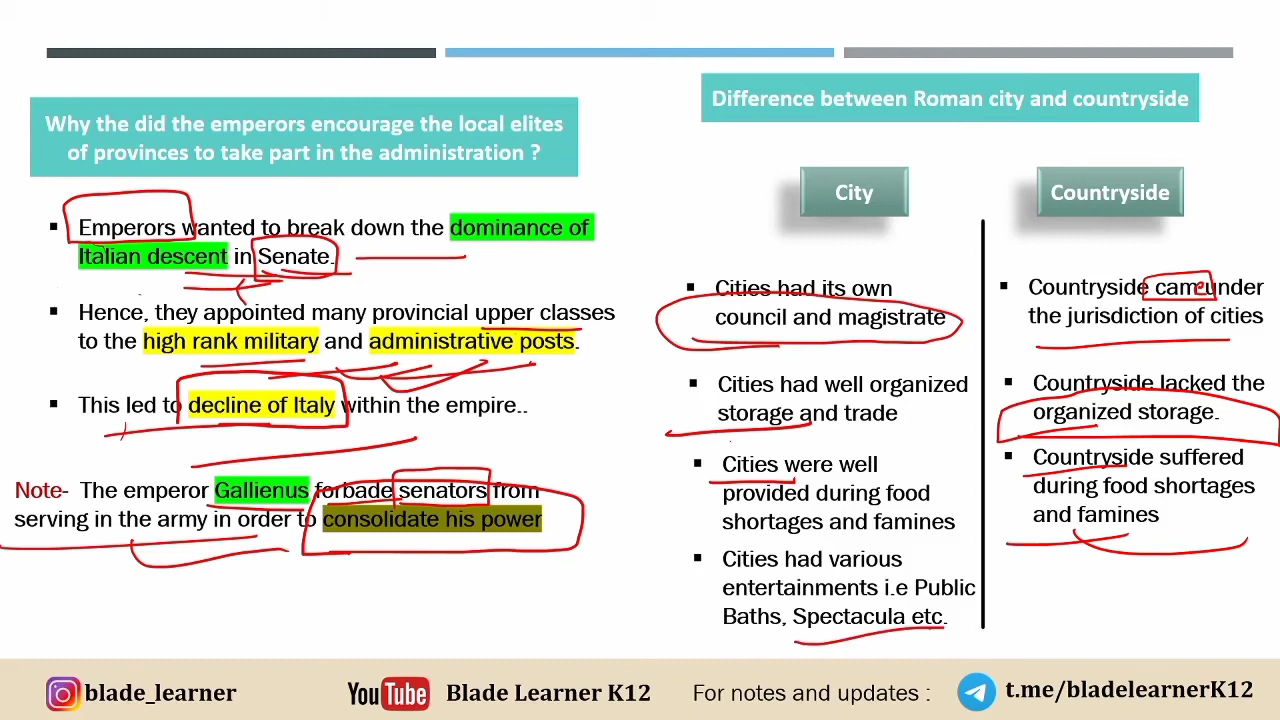 Why the did the emperors encourage the local elites
of provinces to take part in the administration ?
Emperors wanted to break down the dominance of
Italian descent in Senate.
Hence, they appointed many provincial upper classes
to the high rank military and administrative posts.
This led to decline of Italy within the empire..
Note- The emperor Gallienus forbade senators from
serving in the army in order to consolidate his power
Difference between Roman city and countryside
City
Cities had its own
council and magistrate
Cities had well organized
storage and trade
Cities were well
provided during food
shortages and famines
Cities had various
entertainments i.e Public
Baths, Spectacula etc.
Countryside
Countryside came under
the jurisdiction of cities
Countryside lacked the
organized storage.
Countryside suffered
during food shortages
and famines
blade_learner
YouTube Blade Learner K12
For notes and updates :
t.me/bladelearnerK12